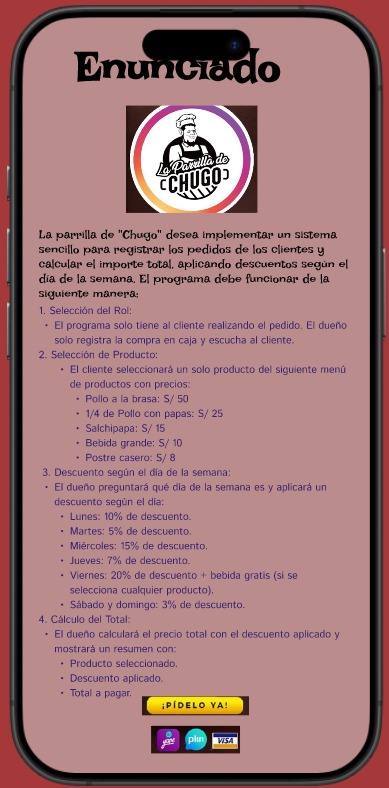 Enunciado
La Parrilla de
CHUGO
La parrilla de "Chugo" desea implementar un sistema
sencillo para registrar los pedidos de los clientes y
calcular el importe total, aplicando descuentos según el
día de la semana. El programa debe funcionar de la
siguiente manera:
1. Selección del Rol:
• El programa solo tiene al cliente realizando el pedido. El dueño
solo registra la compra en caja y escucha al cliente.
2. Selección de Producto:
• El cliente seleccionará un solo producto del siguiente menú
de productos con precios:
• Pollo a la brasa: S/ 50
• 1/4 de Pollo con papas: S/ 25
• Salchipapa: S/ 15
• Bebida grande: S/ 10
• Postre casero: S/ 8
3. Descuento según el día de la semana:
• El dueño preguntará qué día de la semana es y aplicará un
descuento según el día:
• Lunes: 10% de descuento.
• Martes: 5% de descuento.
• Miércoles: 15% de descuento.
• Jueves: 7% de descuento.
• Viernes: 20% de descuento + bebida gratis (si se
selecciona cualquier producto).
• Sábado y domingo: 3% de descuento.
4. Cálculo del Total:
• El dueño calculará el precio total con el descuento aplicado y
mostrará un resumen con:
• Producto seleccionado.
• Descuento aplicado.
• Total a pagar.
¡PÍDELO YA!
yape plin VISA